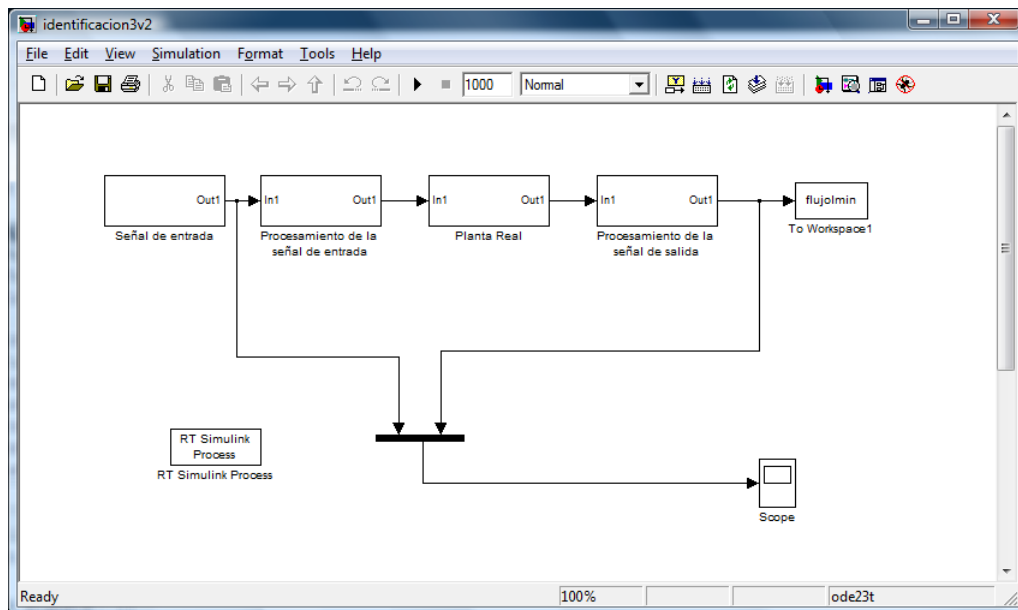 identificacion3v2
File Edit View Simulation Format Tools Help
1000 Normal
Out1 In1 Out1 In1 Out1 In1 Out1 flujolmin
Señal de entrada Procesamiento de la Planta Real Procesamiento de la To Workspace1
señal de entrada señal de salida
RT Simulink
Process
RT Simulink Process
Scope
Ready 100% ode23t